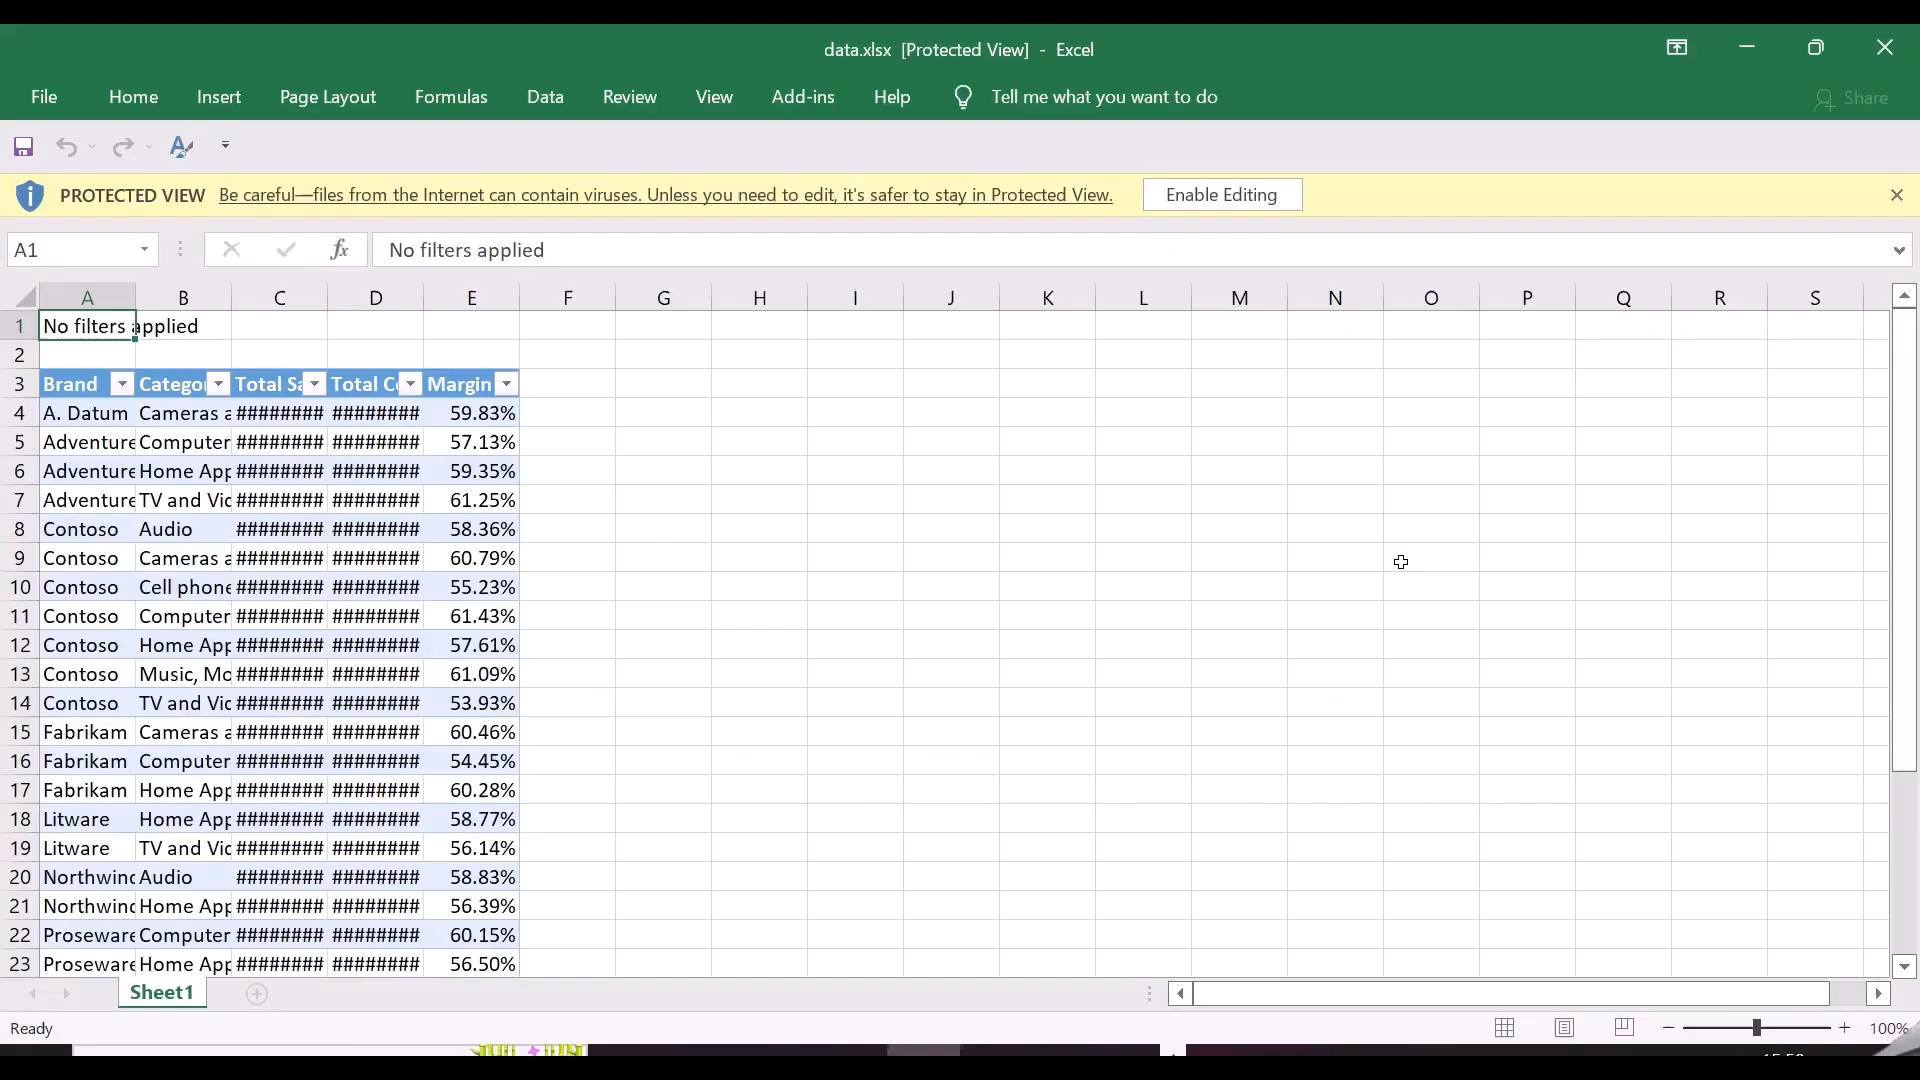 data.xlsx [Protected View] - Excel
File Home Insert Page Layout Formulas Data Review View Add-ins Help Tell me what you want to do Share
PROTECTED VIEW Be careful—files from the Internet can contain viruses. Unless you need to edit, it's safer to stay in Protected View. Enable Editing
A1 fx No filters applied
A B C D E F G H I J K L M N O P Q R S
1 No filters applied
2
3 Brand Categor Total Sa Total C Margin
4 A. Datum Cameras a ######## ######## 59.83%
5 Adventure Computer ######## ######## 57.13%
6 Adventure Home App ######## ######## 59.35%
7 Adventure TV and Vid ######## ######## 61.25%
8 Contoso Audio ######## ######## 58.36%
9 Contoso Cameras a ######## ######## 60.79%
10 Contoso Cell phone ######## ######## 55.23%
11 Contoso Computer ######## ######## 61.43%
12 Contoso Home App ######## ######## 57.61%
13 Contoso Music, Mo ######## ######## 61.09%
14 Contoso TV and Vid ######## ######## 53.93%
15 Fabrikam Cameras a ######## ######## 60.46%
16 Fabrikam Computer ######## ######## 54.45%
17 Fabrikam Home App ######## ######## 60.28%
18 Litware Home App ######## ######## 58.77%
19 Litware TV and Vid ######## ######## 56.14%
20 Northwind Audio ######## ######## 58.83%
21 Northwind Home App ######## ######## 56.39%
22 Proseware Computer ######## ######## 60.15%
23 Proseware Home App ######## ######## 56.50%
Sheet1
Ready 100%